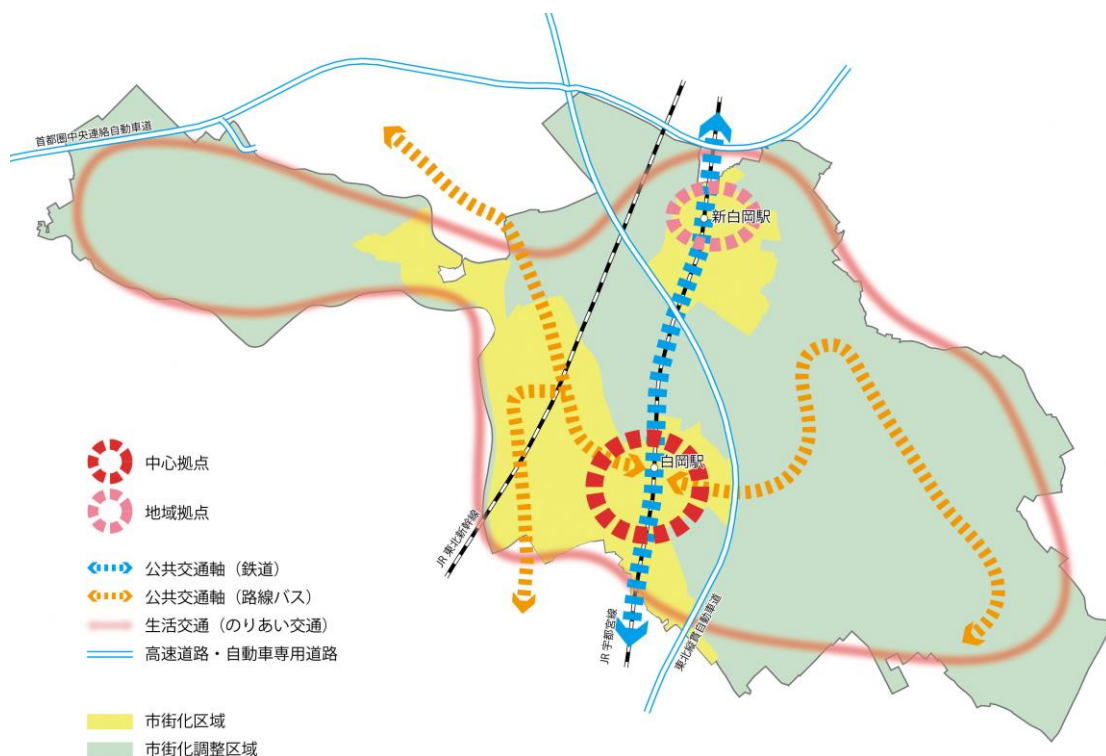 首都圏中央連絡自動車道
新白岡駅
白岡駅
JR 東北新幹線
JR 宇都宮線
東北縦貫自動車道
中心拠点
地域拠点
公共交通軸（鉄道）
公共交通軸（路線バス）
生活交通（のりあい交通）
高速道路・自動車専用道路
市街化区域
市街化調整区域